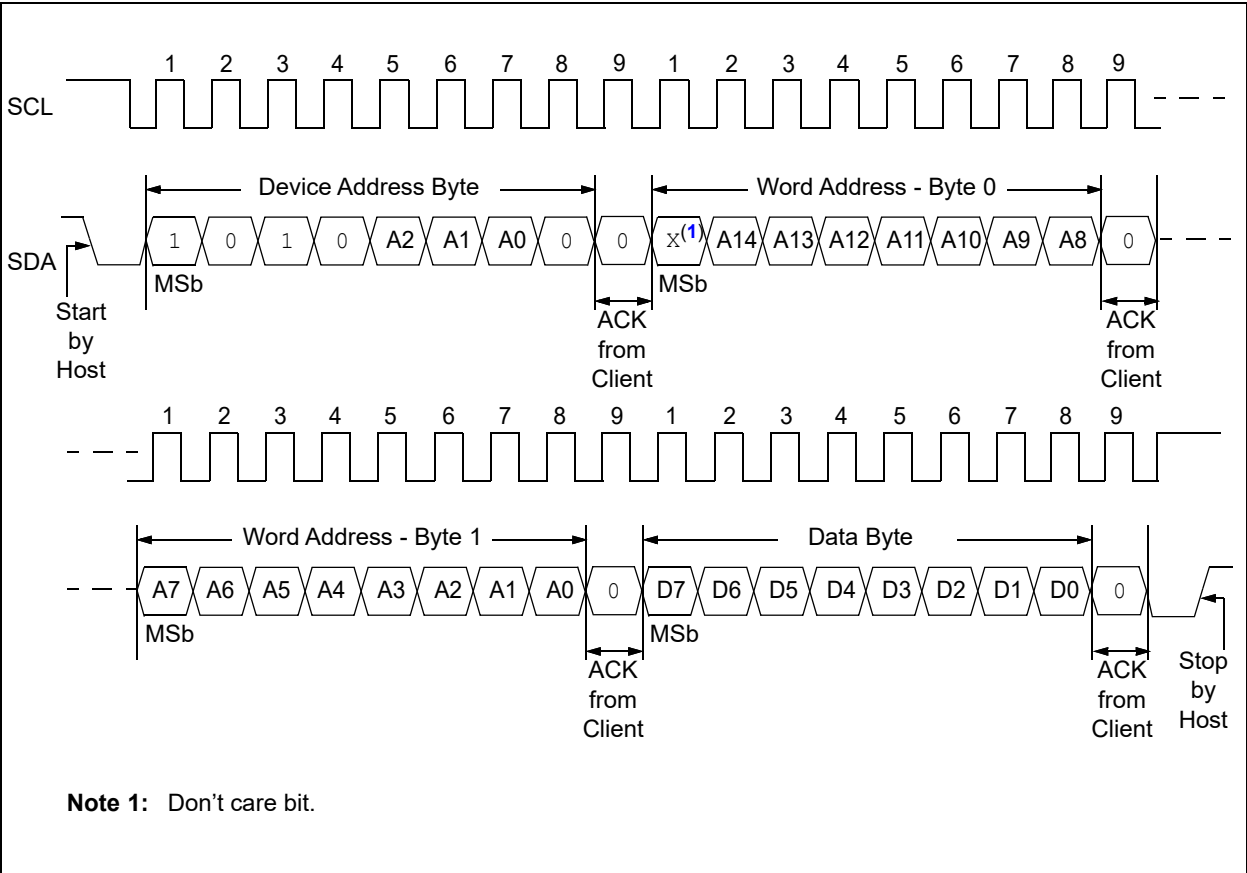 1 2 3 4 5 6 7 8 9 1 2 3 4 5 6 7 8 9
SCL
Device Address Byte Word Address - Byte 0
SDA 1 0 1 0 A2 A1 A0 0 0 X(1) A14 A13 A12 A11 A10 A9 A8 0
MSb MSb
Start by Host
ACK from Client
ACK from Client
1 2 3 4 5 6 7 8 9 1 2 3 4 5 6 7 8 9
Word Address - Byte 1 Data Byte
A7 A6 A5 A4 A3 A2 A1 A0 0 D7 D6 D5 D4 D3 D2 D1 D0 0
MSb MSb
ACK from Client
ACK from Client
Stop by Host
Note 1: Don't care bit.